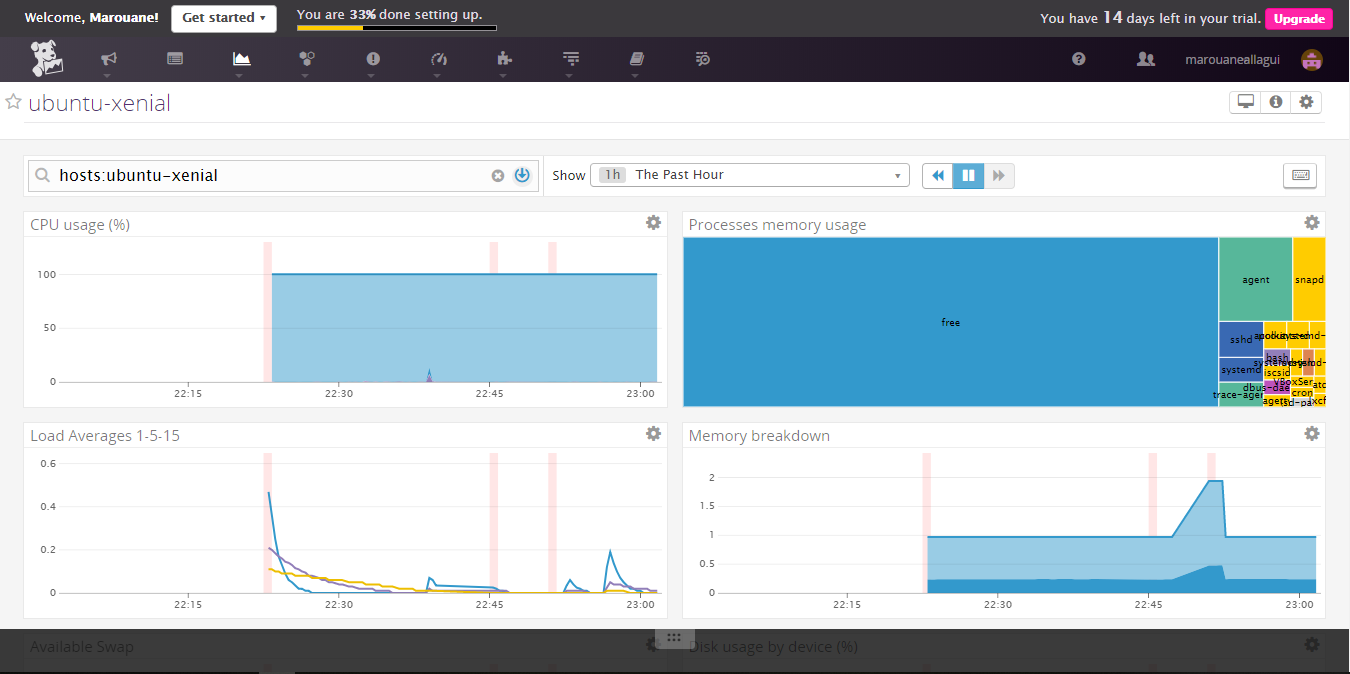 Welcome, Marouane!
Get started
You are 33% done setting up.
You have 14 days left in your trial.
Upgrade
marouaneallagui
ubuntu-xenial
hosts:ubuntu-xenial
Show
1h The Past Hour
CPU usage (%)
100
50
0
22:15 22:30 22:45 23:00
Processes memory usage
free
agent
snapd
sshd
systemd
bash
iscsid
dbus-dae
cron
trace-agen
agetty
Load Averages 1-5-15
0.6
0.4
0.2
0
22:15 22:30 22:45 23:00
Memory breakdown
2
1.5
1
0.5
0
22:15 22:30 22:45 23:00
Available Swap
Disk usage by device (%)